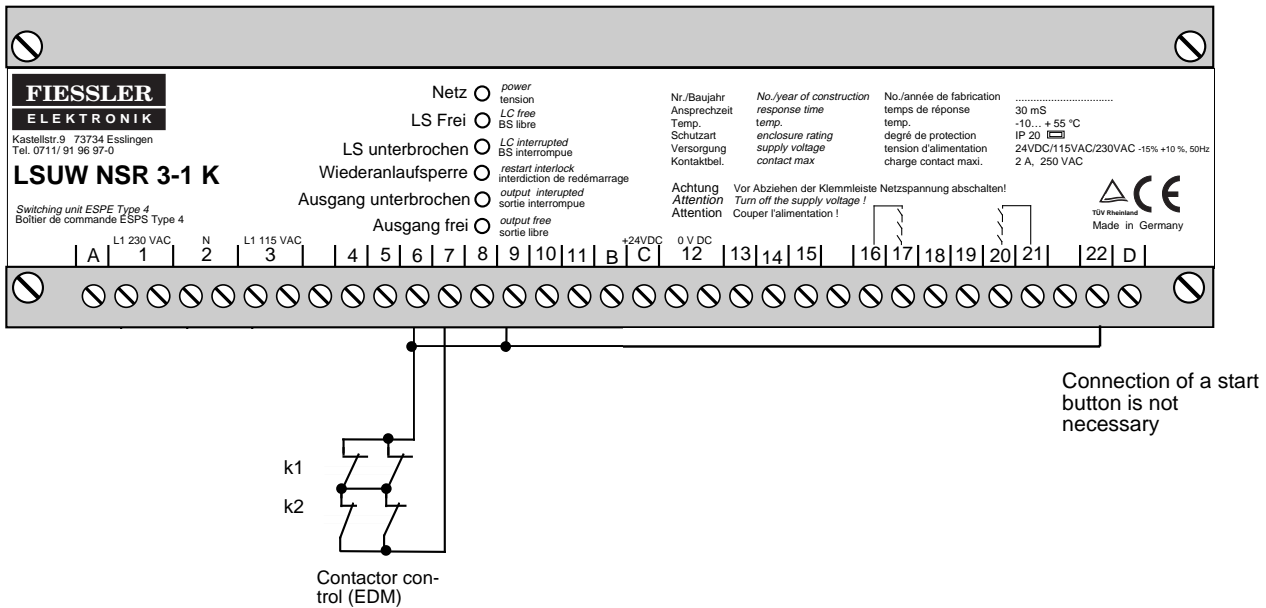 FIESSLER
ELEKTRONIK
Kastellstr.9 73734 Esslingen
Tel. 0711/ 91 96 97-0
LSUW NSR 3-1 K
Switching unit ESPE Type 4
Boîtier de commande ESPS Type 4
Netz power
tension
LS Frei LC free
BS libre
LS unterbrochen LC interrupted
BS interrompue
Wiederanlaufsperre restart interlock
interdiction de redémarrage
Ausgang unterbrochen output interupted
sortie interrompue
Ausgang frei output free
sortie libre
Nr./Baujahr No./year of construction No./année de fabrication ................................
Ansprechzeit response time temps de réponse 30 mS
Temp. temp. temp. -10... + 55 °C
Schutzart enclosure rating degré de protection IP 20
Versorgung supply voltage tension d'alimentation 24VDC/115VAC/230VAC -15% +10 %, 50Hz
Kontaktbel. contact max charge contact maxi. 2 A, 250 VAC
Achtung Vor Abziehen der Klemmleiste Netzspannung abschalten!
Attention Turn off the supply voltage !
Attention Couper l'alimentation !
TÜV Rheinland
CE
Made in Germany
L1 230 VAC N L1 115 VAC +24VDC 0 V DC
A 1 2 3 4 5 6 7 8 9 10 11 B C 12 13 14 15 16 17 18 19 20 21 22 D
Connection of a start
button is not
necessary
k1
k2
Contactor con-
trol (EDM)